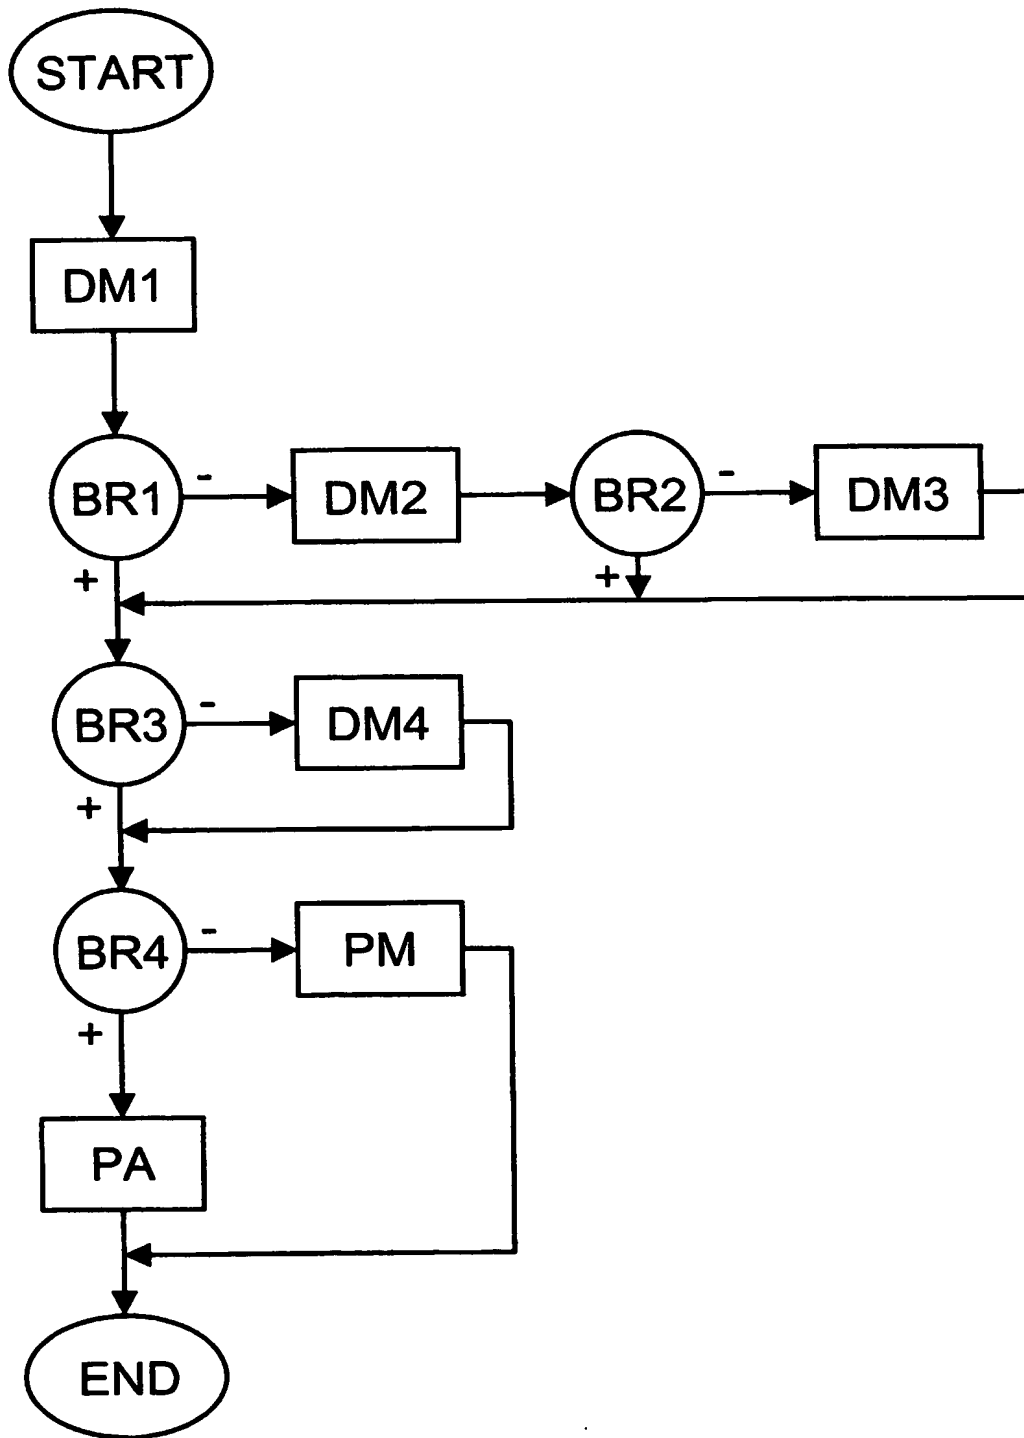 START
DM1
BR1 - DM2 BR2 - DM3
+ +
BR3 - DM4
+
BR4 - PM
+
PA
END